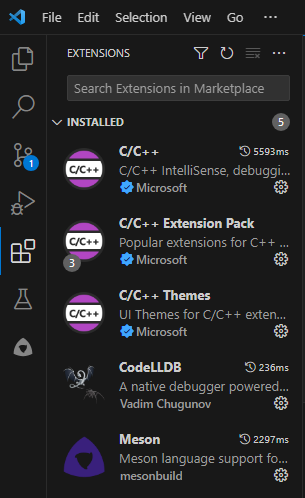 File Edit Selection View Go ···
EXTENSIONS
Search Extensions in Marketplace
INSTALLED 5
1
C/C++ 5593ms
C/C++ IntelliSense, debuggi...
Microsoft
C/C++
C/C++ Extension Pack
Popular extensions for C++ ...
Microsoft
C/C++
3
C/C++ Themes
UI Themes for C/C++ exten...
Microsoft
C/C++
CodeLLDB 236ms
A native debugger powered...
Vadim Chugunov
Meson 2297ms
Meson language support fo...
mesonbuild